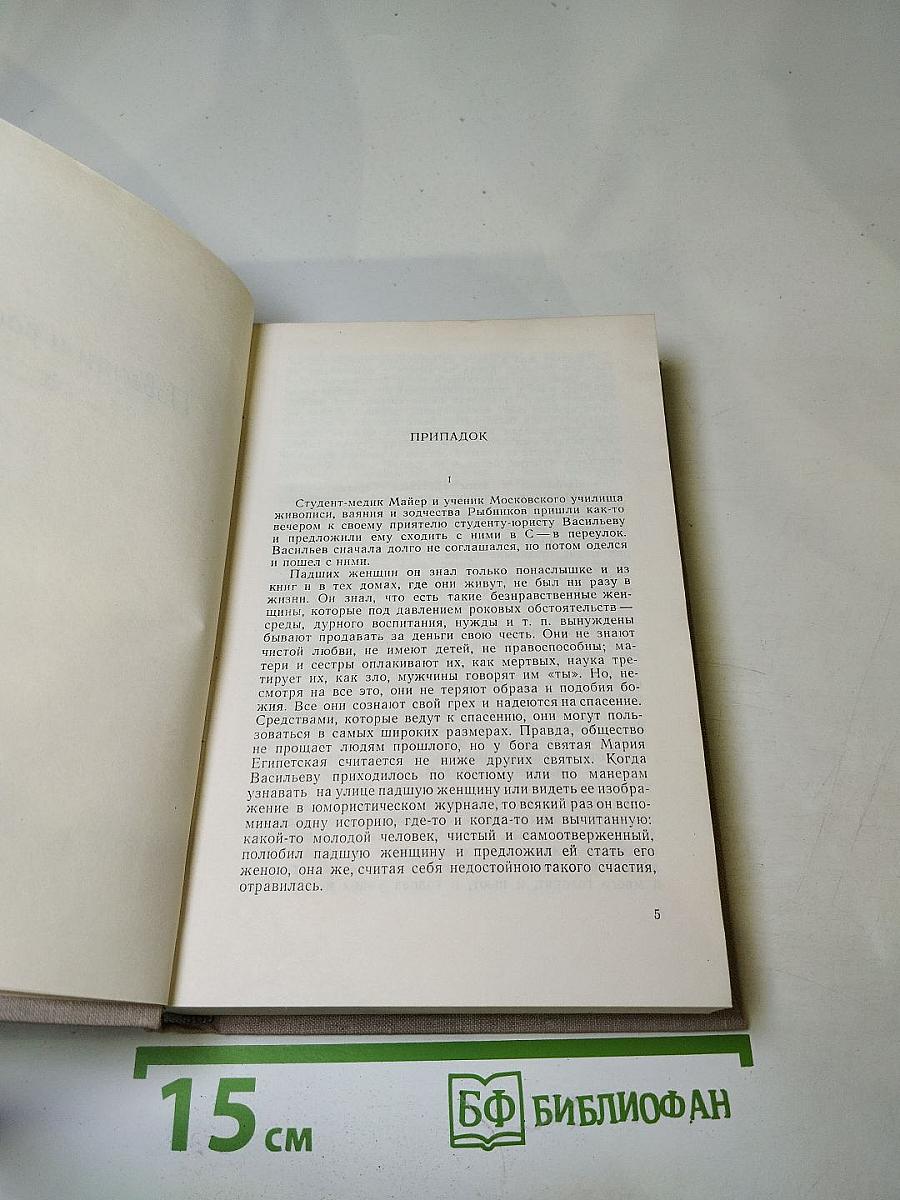 ПРИПАДОК
I
Студент-медик Майер и ученик Московского училища
живописи, ваяния и зодчества Рыбников пришли как-то
вечером к своему приятелю студенту-юристу Васильеву
и предложили ему сходить с ними в С—в переулок.
Васильев сначала долго не соглашался, но потом оделся
и пошел с ними.
Падших женщин он знал только понаслышке и из
книг и в тех домах, где они живут, не был ни разу в
жизни. Он знал, что есть такие безнравственные жен-
щины, которые под давлением роковых обстоятельств —
среды, дурного воспитания, нужды и т. п. вынуждены
бывают продавать за деньги свою честь. Они не знают
чистой любви, не имеют детей, не правоспособны; ма-
тери и сестры оплакивают их, как мертвых, наука тре-
тирует их, как зло, мужчины говорят им «ты». Но, не-
смотря на все это, они не теряют образа и подобия бо-
жия. Все они сознают свой грех и надеются на спасение.
Средствами, которые ведут к спасению, они могут поль-
зоваться в самых широких размерах. Правда, общество
не прощает людям прошлого, но у бога святая Мария
Египетская считается не ниже других святых. Когда
Васильеву приходилось по костюму или по манерам
узнавать на улице падшую женщину или видеть ее изобра-
жение в юмористическом журнале, то всякий раз он вспо-
минал одну историю, где-то и когда-то им вычитанную:
какой-то молодой человек, чистый и самоотверженный,
полюбил падшую женщину и предложил ей стать его
женою, она же, считая себя недостойною такого счастия,
отравилась.
5
15 см
БФ БИБЛИОФАН